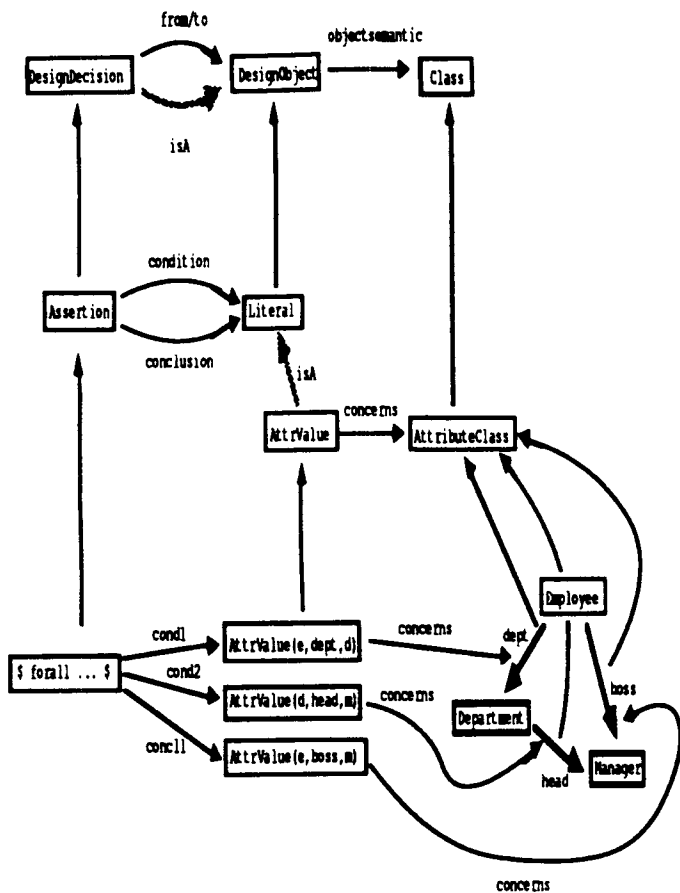 from/to
objectsemantic
DesignDecision
DesignObject
Class
isA
condition
Assertion
Literal
conclusion
isA
concerns
AttrValue
AttributeClass
Employee
cond1
AttrValue(e,dept,d)
concerns
dept
$ forall ... $
cond2
AttrValue(d,head,m)
concerns
boss
Department
concl1
AttrValue(e,boss,m)
head
Manager
concerns